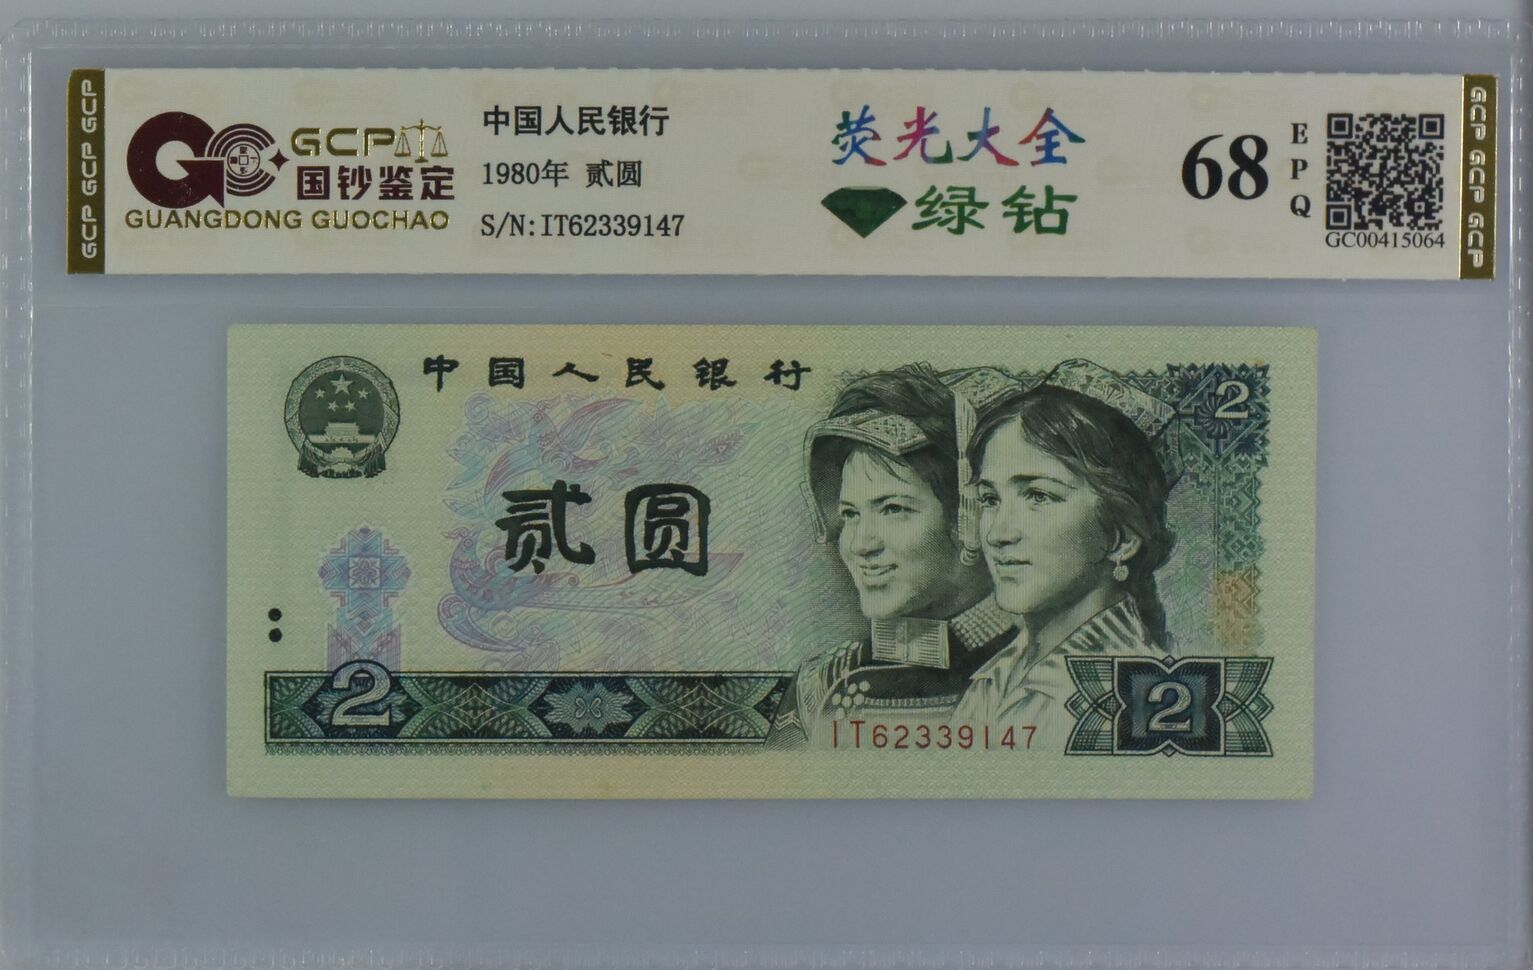 GCP GCP GCP
GCP
国钞鉴定
GUANGDONG GUOCHAO
中国人民银行
1980年 贰圆
S/N:IT62339147
荧光大全
绿钻
68
EPQ
GC00415064
GCP GCP GCP
中国人民银行
2
贰圆
2
IT62339147
2